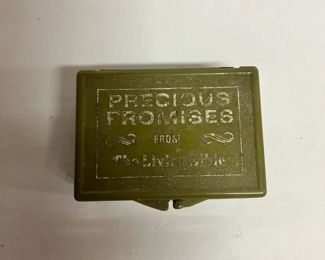 PRECIOUS
PROMISES
FROM
The Living Bible